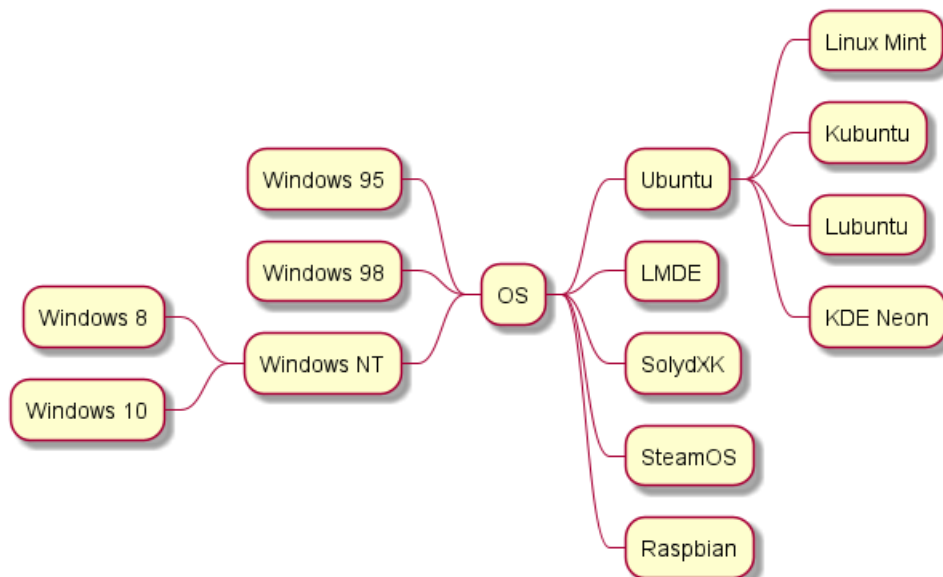 Linux Mint
Kubuntu
Windows 95
Ubuntu
Lubuntu
Windows 98
LMDE
OS
Windows 8
KDE Neon
Windows NT
SolydXK
Windows 10
SteamOS
Raspbian